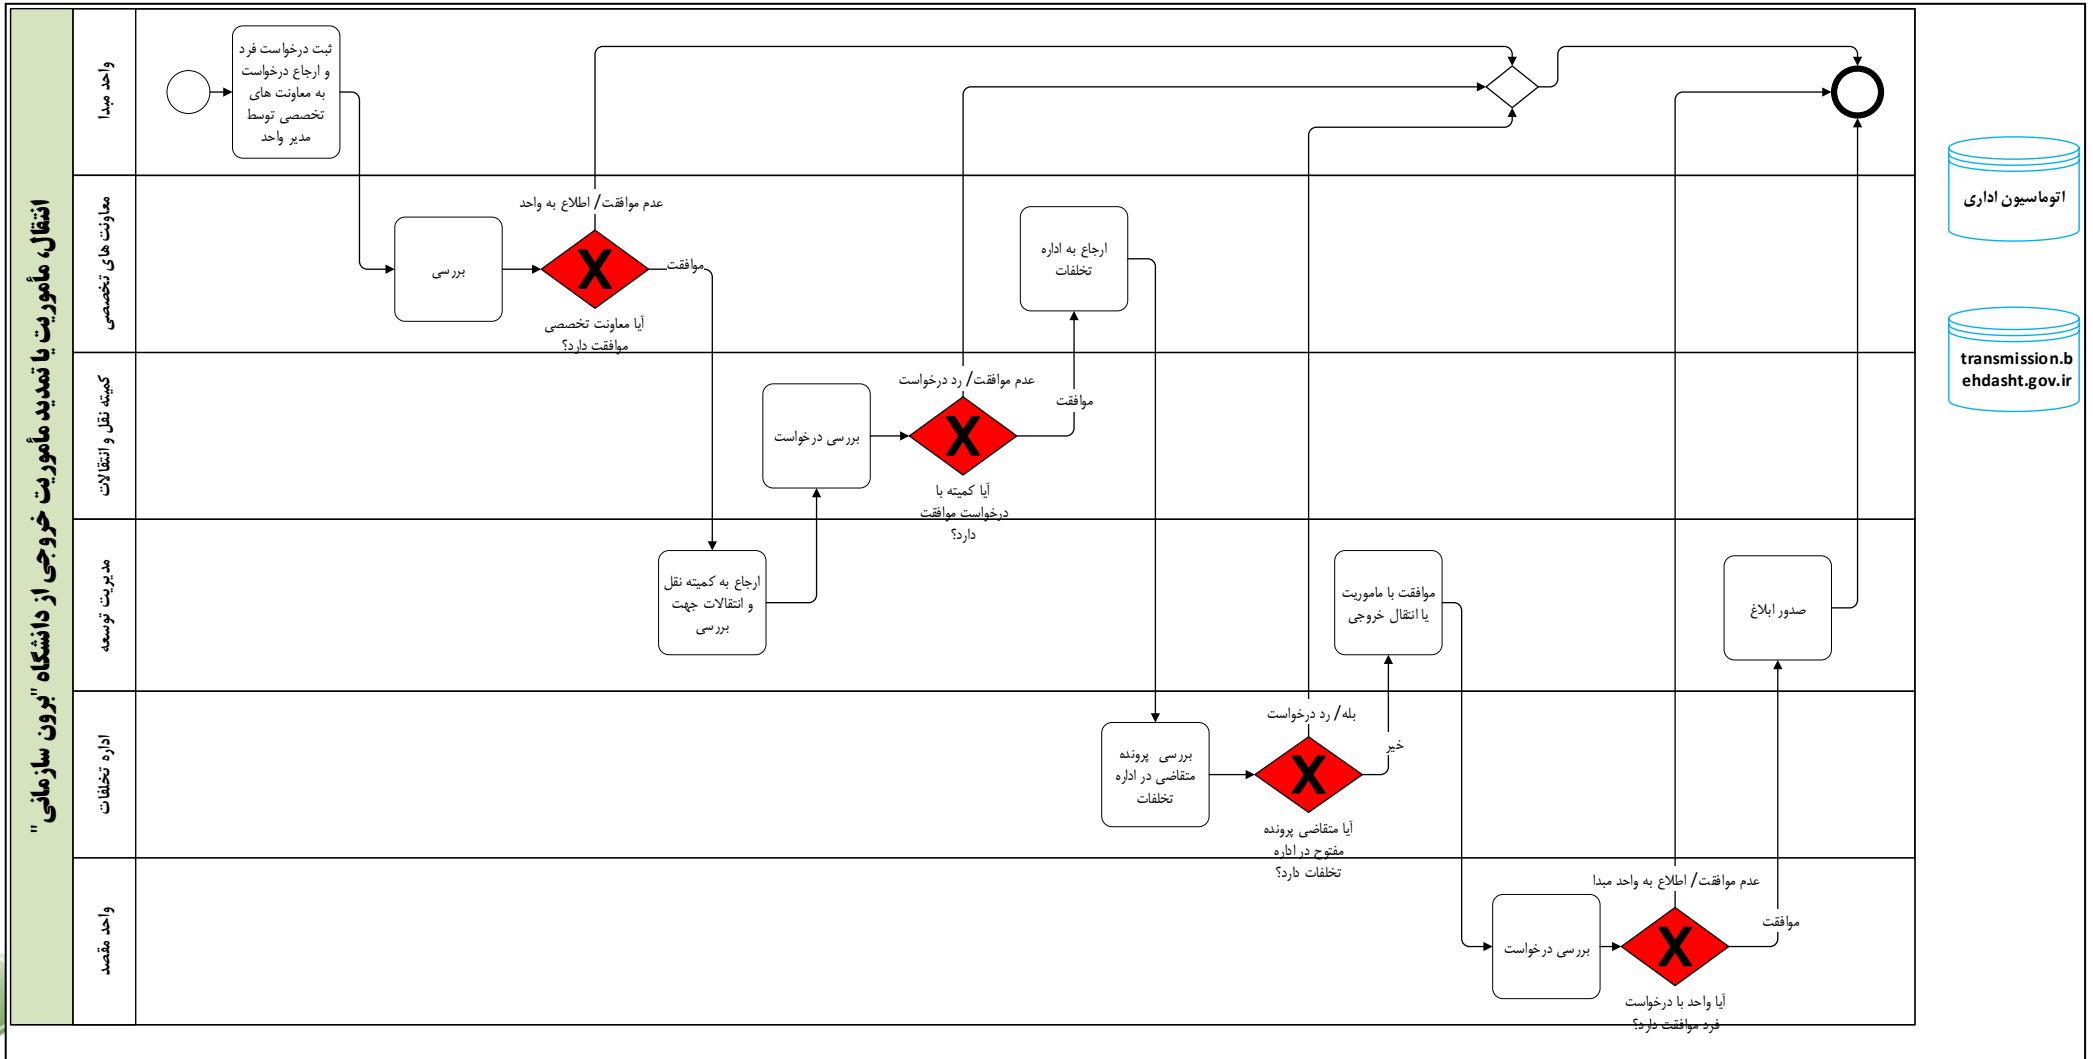 انتقال، مأموریت یا تمدید مأموریت خروجی از دانشگاه "برون سازمانی"
واحد مبدا
ثبت درخواست فرد
و ارجاع درخواست
به معاونت های
تخصصی توسط
مدیر واحد
معاونت های تخصصی
بررسی
عدم موافقت/ اطلاع به واحد
موافقت
آیا معاونت تخصصی
موافقت دارد؟
ارجاع به اداره
تخلفات
کمیته نقل و انتقالات
بررسی درخواست
عدم موافقت/ رد درخواست
موافقت
آیا کمیته با
درخواست موافقت
دارد؟
مدیریت توسعه
ارجاع به کمیته نقل
و انتقالات جهت
بررسی
موافقت با ماموریت
یا انتقال خروجی
صدور ابلاغ
اداره تخلفات
بررسی پرونده
متقاضی در اداره
تخلفات
بله/ رد درخواست
خیر
آیا متقاضی پرونده
مفتوح در اداره
تخلفات دارد؟
واحد مقصد
بررسی درخواست
عدم موافقت/ اطلاع به واحد مبدا
موافقت
آیا واحد با درخواست
فرد موافقت دارد؟
اتوماسیون اداری
transmission.b
ehdasht.gov.ir